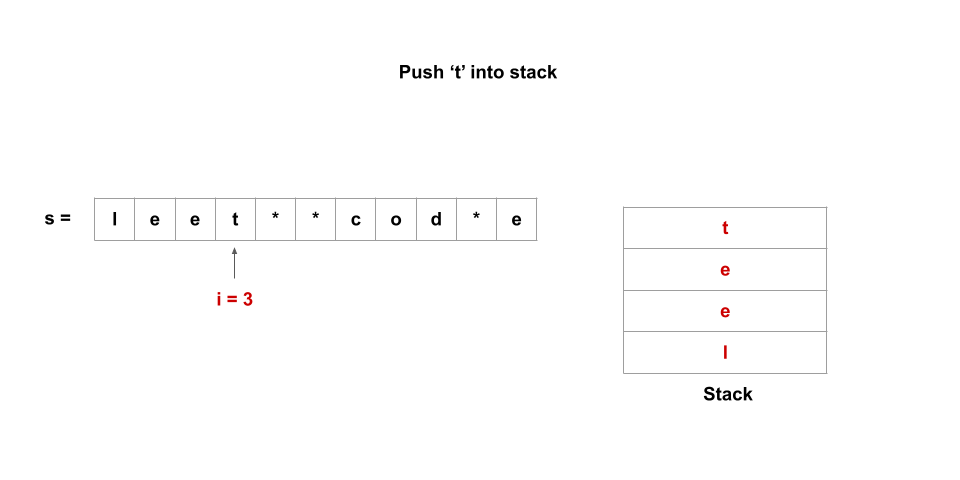 Push ‘t’ into stack
s = l e e t * * c o d * e
i = 3
t
e
e
l
Stack